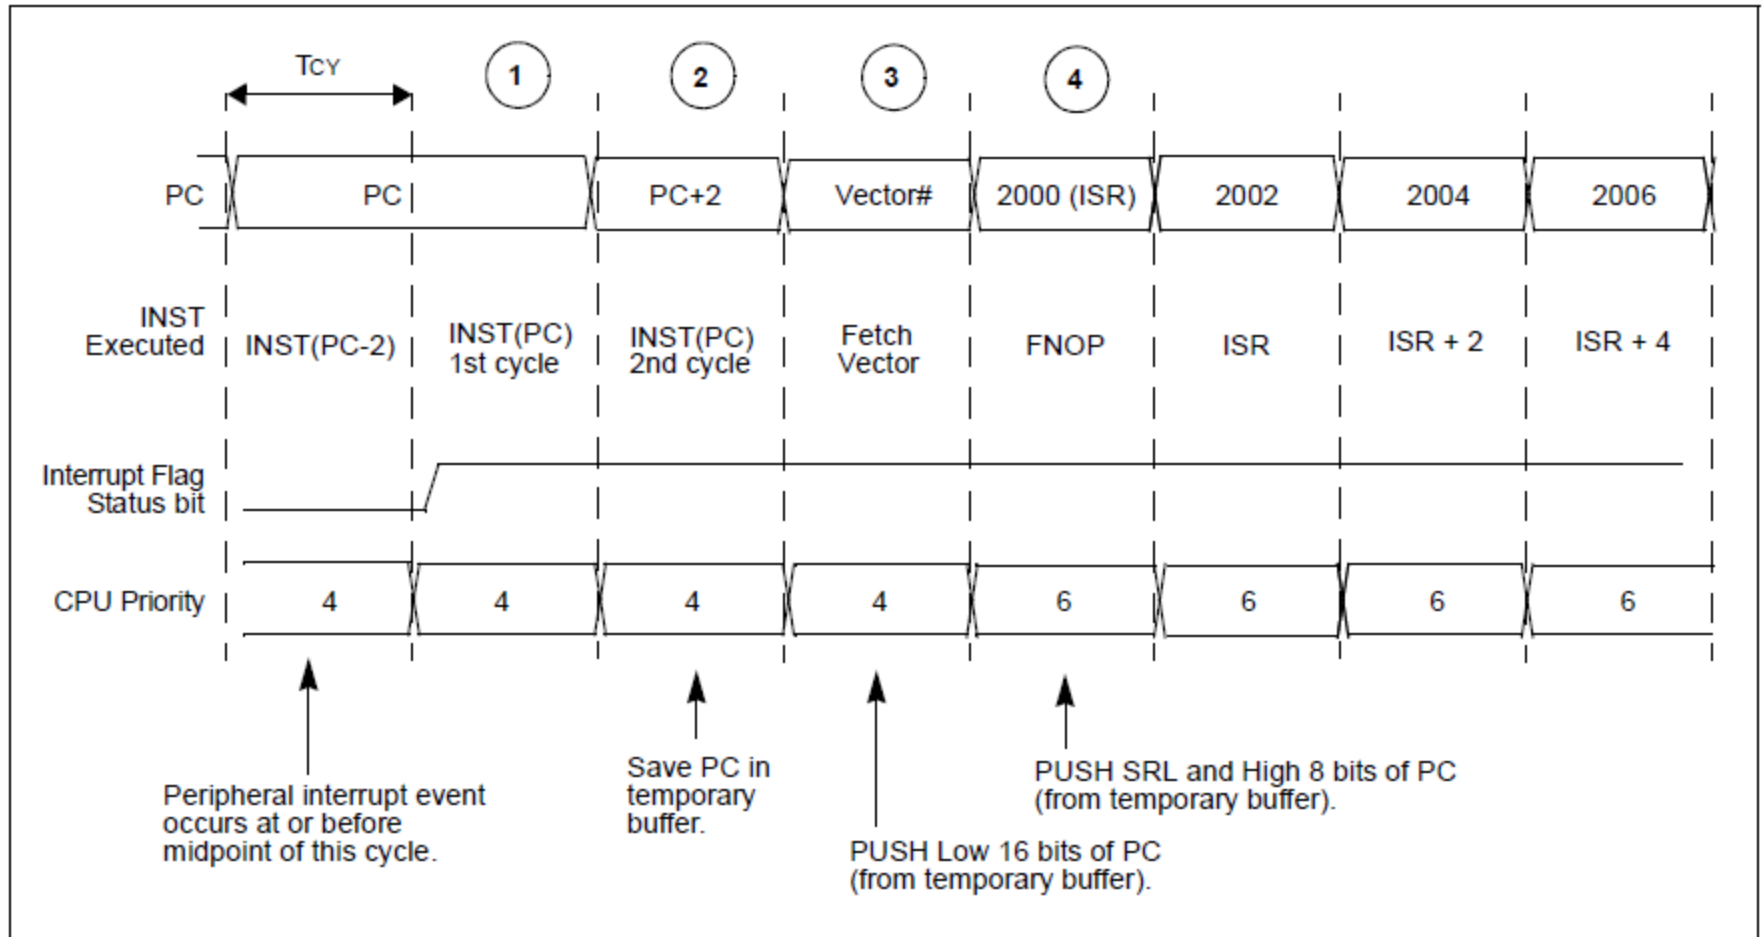 TCY
1
2
3
4
PC
PC
PC+2
Vector#
2000 (ISR)
2002
2004
2006
INST
Executed
INST(PC-2)
INST(PC)
1st cycle
INST(PC)
2nd cycle
Fetch
Vector
FNOP
ISR
ISR + 2
ISR + 4
Interrupt Flag
Status bit
CPU Priority
4
4
4
4
6
6
6
6
Peripheral interrupt event
occurs at or before
midpoint of this cycle.
Save PC in
temporary
buffer.
PUSH Low 16 bits of PC
(from temporary buffer).
PUSH SRL and High 8 bits of PC
(from temporary buffer).